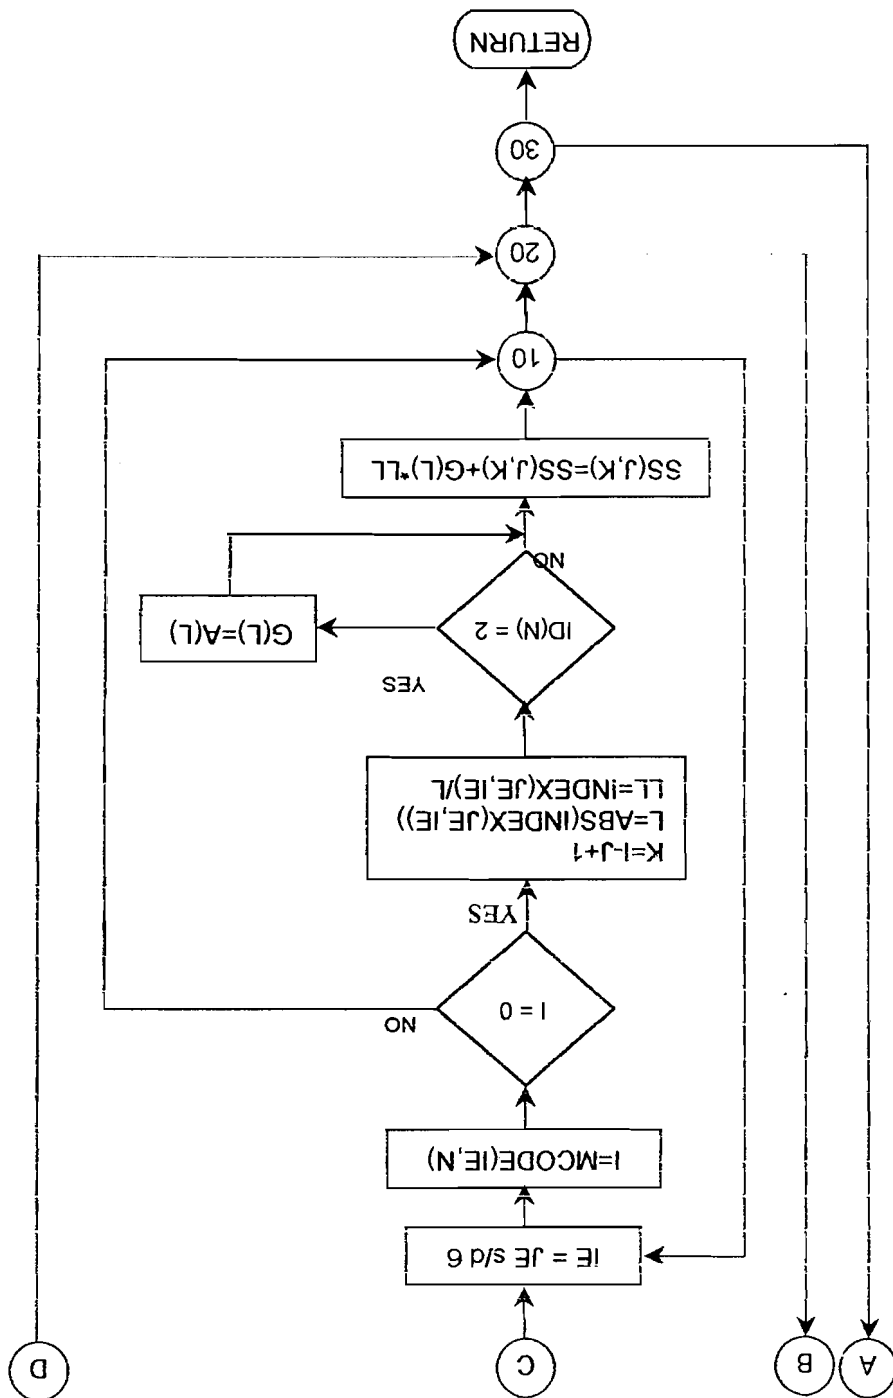 A
B
C
D
IE = JE s/d 6
I=MCODE(IE,N)
I = 0
NO
YES
K=I-J+1
L=ABS(INDEX(JE,IE))
LL=INDEX(JE,IE)/L
ID(N) = 2
YES
G(L)=A(L)
NO
SS(J,K)=SS(J,K)+G(L)*LL
10
20
30
RETURN